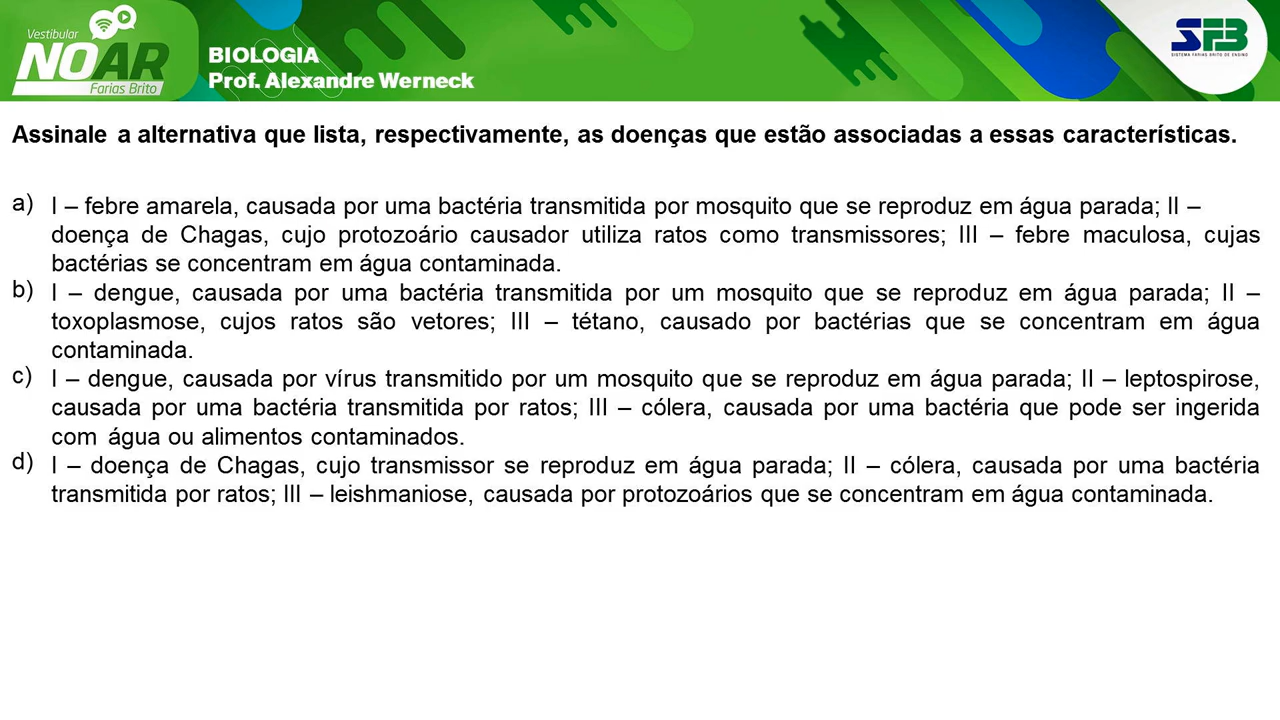 Vestibular
NOAR
Farias Brito
BIOLOGIA
Prof. Alexandre Werneck
SFB
SISTEMA FARIAS BRITO DE ENSINO
Assinale a alternativa que lista, respectivamente, as doenças que estão associadas a essas características.
a) I – febre amarela, causada por uma bactéria transmitida por mosquito que se reproduz em água parada; II –
doença de Chagas, cujo protozoário causador utiliza ratos como transmissores; III – febre maculosa, cujas
bactérias se concentram em água contaminada.
b) I – dengue, causada por uma bactéria transmitida por um mosquito que se reproduz em água parada; II –
toxoplasmose, cujos ratos são vetores; III – tétano, causado por bactérias que se concentram em água
contaminada.
c) I – dengue, causada por vírus transmitido por um mosquito que se reproduz em água parada; II – leptospirose,
causada por uma bactéria transmitida por ratos; III – cólera, causada por uma bactéria que pode ser ingerida
com água ou alimentos contaminados.
d) I – doença de Chagas, cujo transmissor se reproduz em água parada; II – cólera, causada por uma bactéria
transmitida por ratos; III – leishmaniose, causada por protozoários que se concentram em água contaminada.